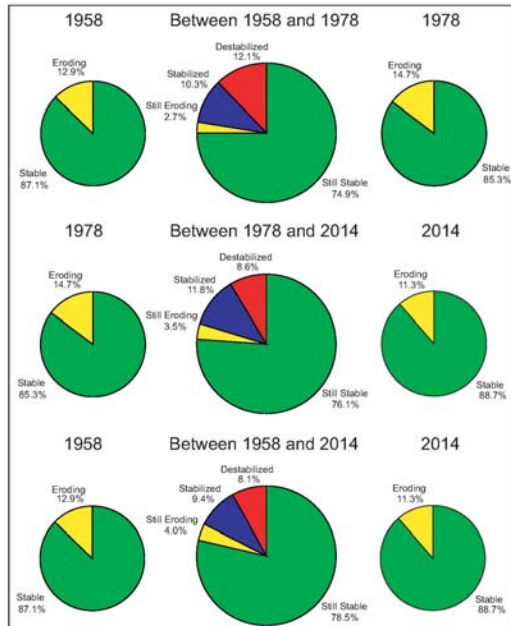 1958
Between 1958 and 1978
1978
Eroding
12.9%
Stable
87.1%
Destabilized
12.1%
Stabilized
10.3%
Still Eroding
2.7%
Still Stable
74.9%
Eroding
14.7%
Stable
85.3%
1978
Between 1978 and 2014
2014
Eroding
14.7%
Stable
85.3%
Destabilized
8.6%
Stabilized
11.8%
Still Eroding
3.5%
Still Stable
76.1%
Eroding
11.3%
Stable
88.7%
1958
Between 1958 and 2014
2014
Eroding
12.9%
Stable
87.1%
Destabilized
8.1%
Stabilized
9.4%
Still Eroding
4.0%
Still Stable
78.5%
Eroding
11.3%
Stable
88.7%